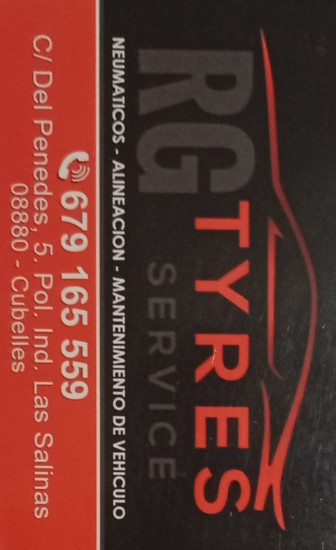 RG
TYRES
SERVICE
NEUMATICOS - ALINEACION - MANTENIMIENTO DE VEHICULO
679 165 559
C/ Del Penedes, 5. Pol. Ind. Las Salinas
08880 - Cubelles